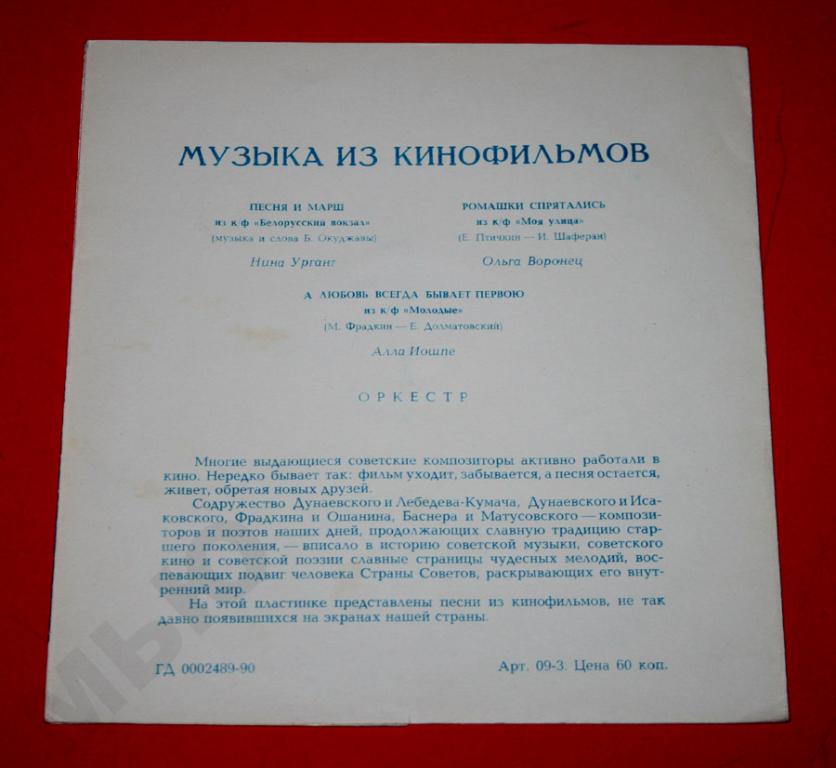 МУЗЫКА ИЗ КИНОФИЛЬМОВ
ПЕСНЯ И МАРШ
из к/ф «Белорусский вокзал»
(музыка и слова Б. Окуджавы)
Нина Ургант
РОМАШКИ СПРЯТАЛИСЬ
из к/ф «Моя улица»
(Е. Птичкин — И. Шаферан)
Ольга Воронец
А ЛЮБОВЬ ВСЕГДА БЫВАЕТ ПЕРВОЮ
из к/ф «Молодые»
(М. Фрадкин — Е. Долматовский)
Алла Иошпе
ОРКЕСТР
Многие выдающиеся советские композиторы активно работали в
кино. Нередко бывает так: фильм уходит, забывается, а песня остается,
живет, обретая новых друзей.
Содружество Дунаевского и Лебедева-Кумача, Дунаевского и Иса-
ковского, Фрадкина и Ошанина, Баснера и Матусовского — компози-
торов и поэтов наших дней, продолжающих славную традицию стар-
шего поколения, — вписало в историю советской музыки, советского
кино и советской поэзии славные страницы чудесных мелодий, вос-
певающих подвиг человека Страны Советов, раскрывающих его внут-
ренний мир.
На этой пластинке представлены песни из кинофильмов, не так
давно появившихся на экранах нашей страны.
ГД 0002489-90
Арт. 09-3. Цена 60 коп.